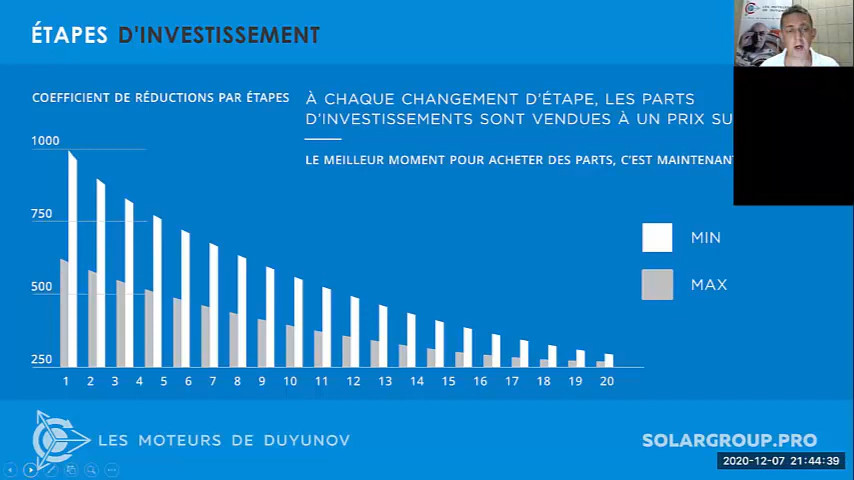 ÉTAPES D'INVESTISSEMENT
COEFFICIENT DE RÉDUCTIONS PAR ÉTAPES
À CHAQUE CHANGEMENT D'ÉTAPE, LES PARTS
D'INVESTISSEMENTS SONT VENDUES À UN PRIX SU
LE MEILLEUR MOMENT POUR ACHETER DES PARTS, C'EST MAINTENANT
1000
750
500
250
1 2 3 4 5 6 7 8 9 10 11 12 13 14 15 16 17 18 19 20
MIN
MAX
LES MOTEURS DE DUYUNOV
SOLARGROUP.PRO
2020-12-07 21:44:39